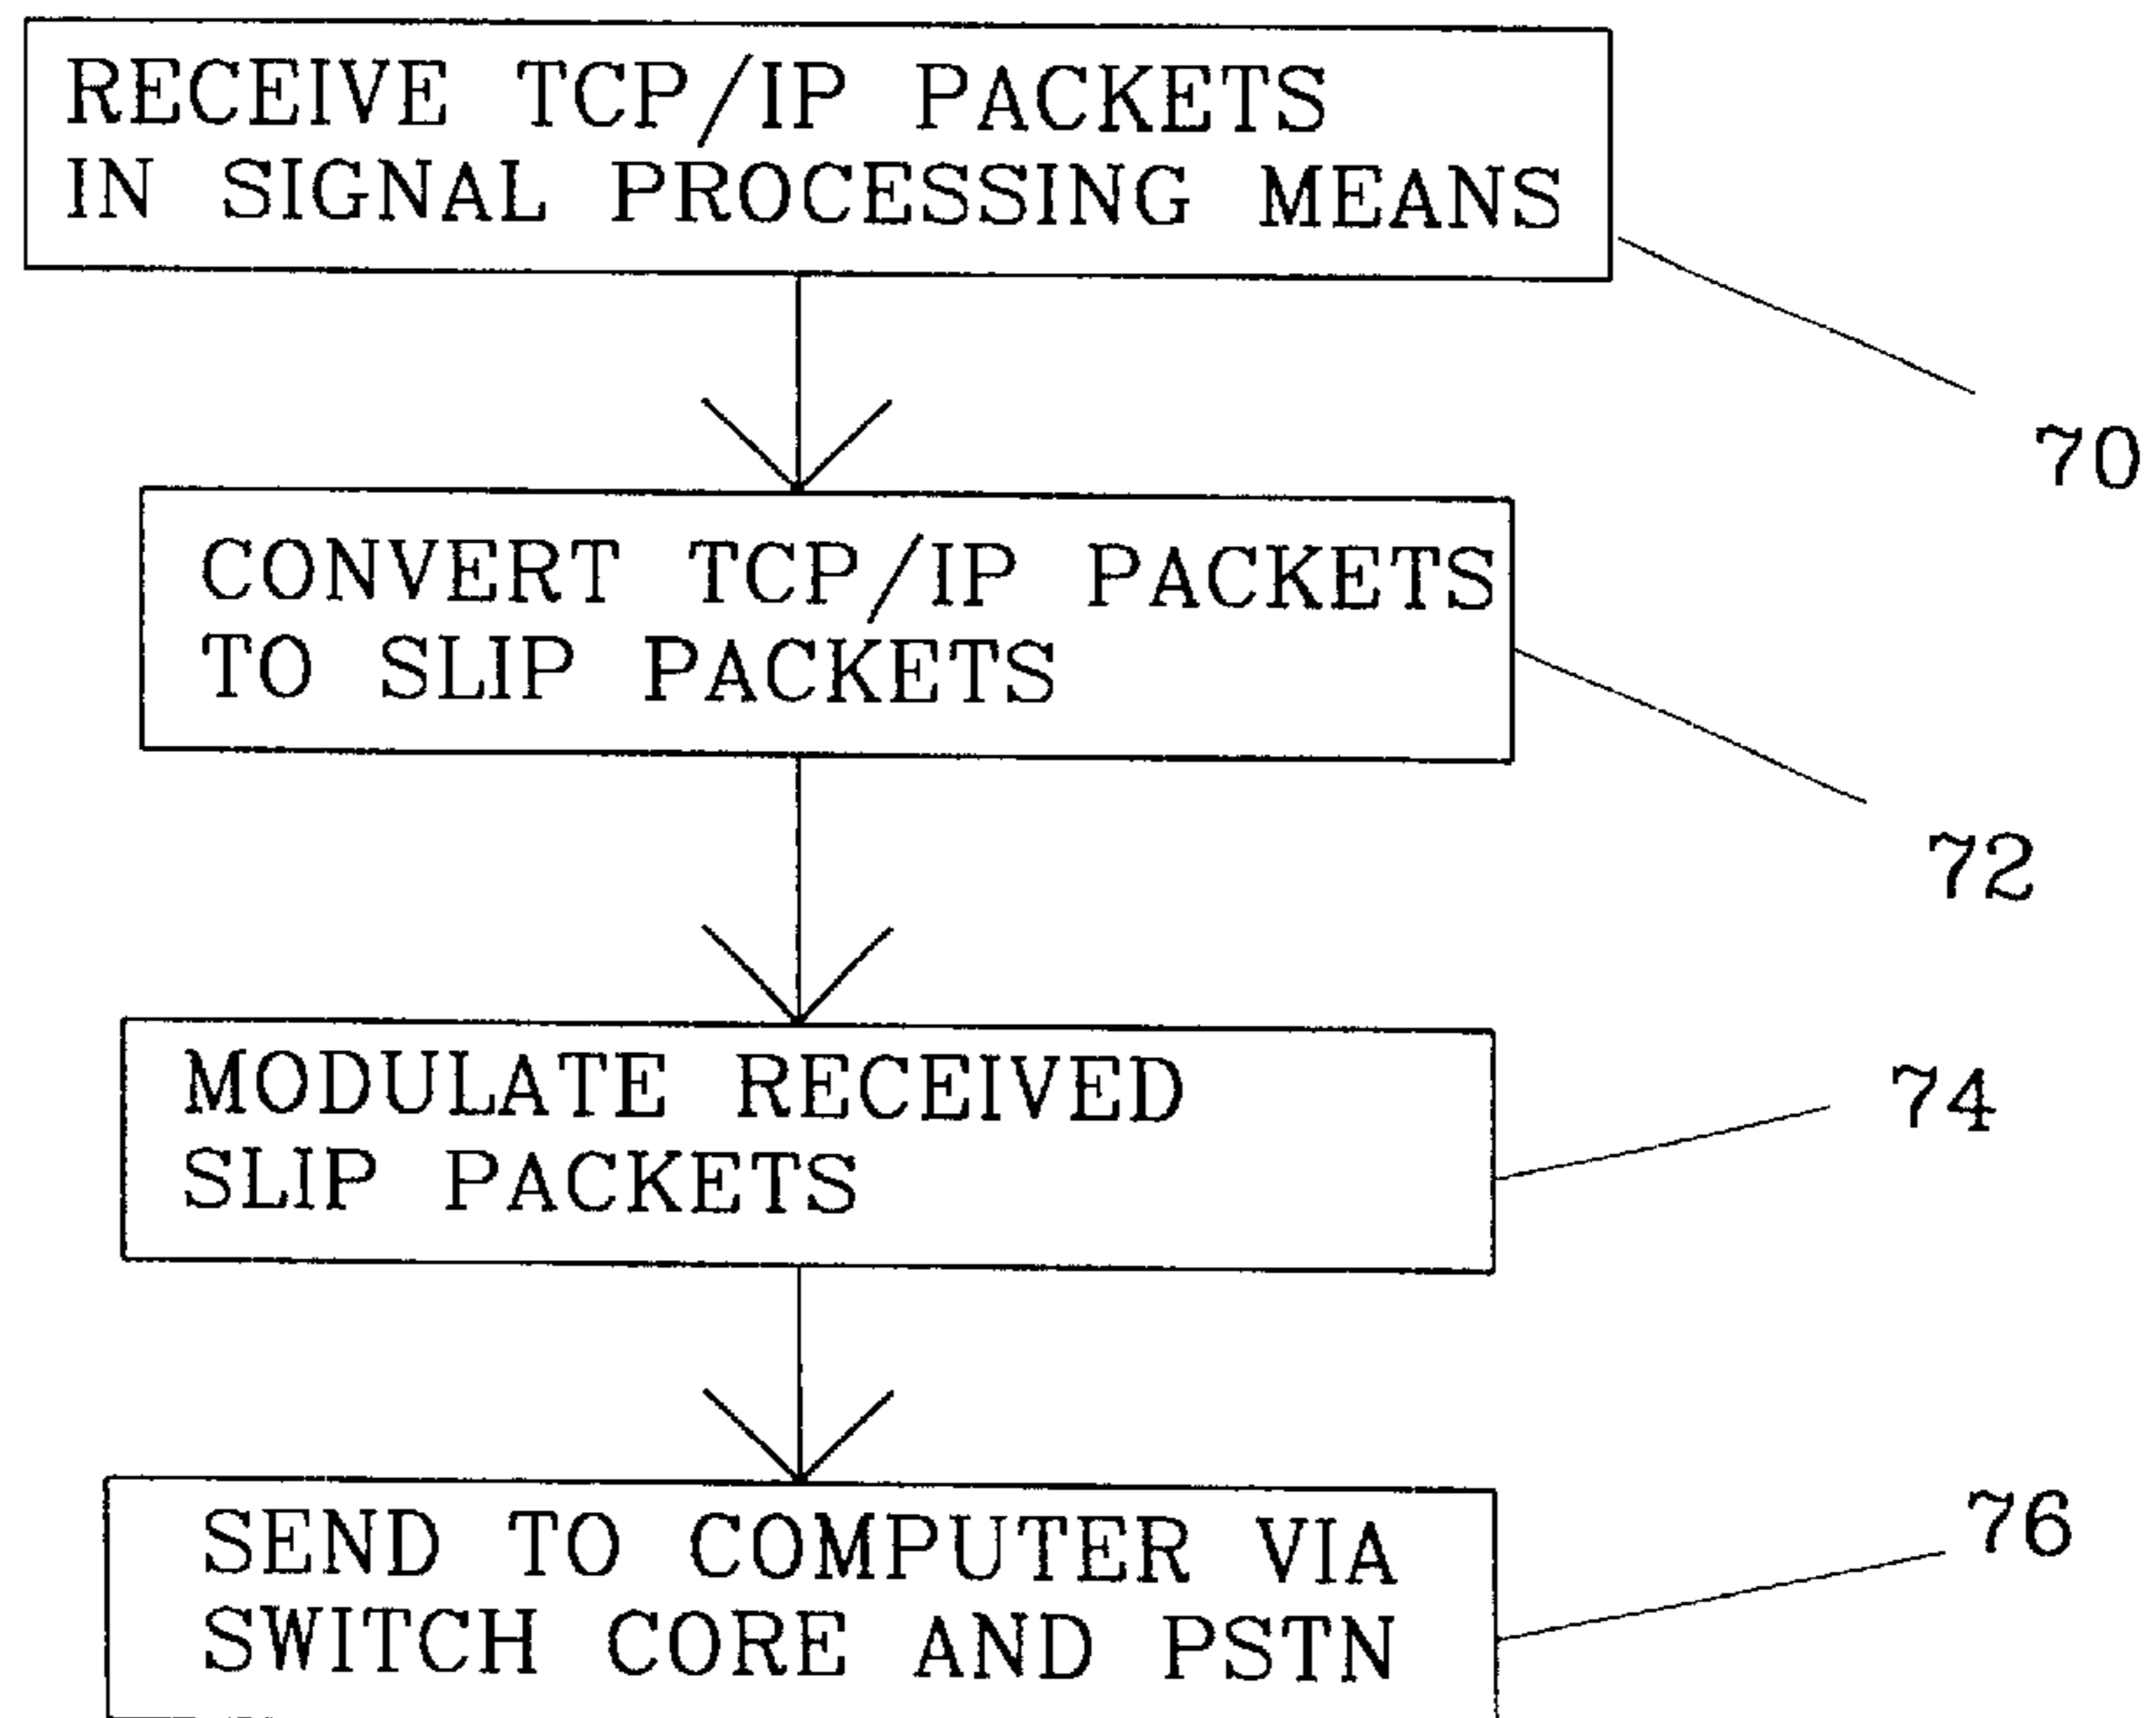 RECEIVE TCP/IP PACKETS
IN SIGNAL PROCESSING MEANS
70
CONVERT TCP/IP PACKETS
TO SLIP PACKETS
72
MODULATE RECEIVED
SLIP PACKETS
74
SEND TO COMPUTER VIA
SWITCH CORE AND PSTN
76